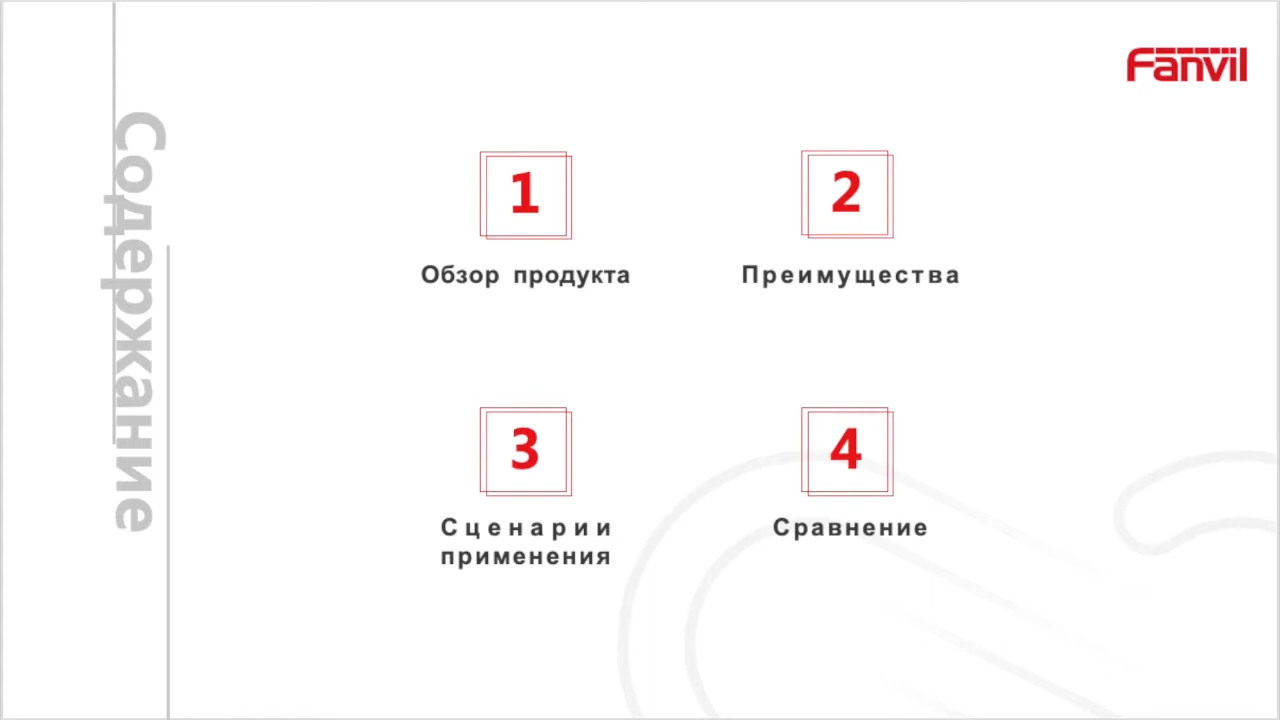 Fanvil
Содержание
1
Обзор продукта
2
Преимущества
3
Сценарии
применения
4
Сравнение